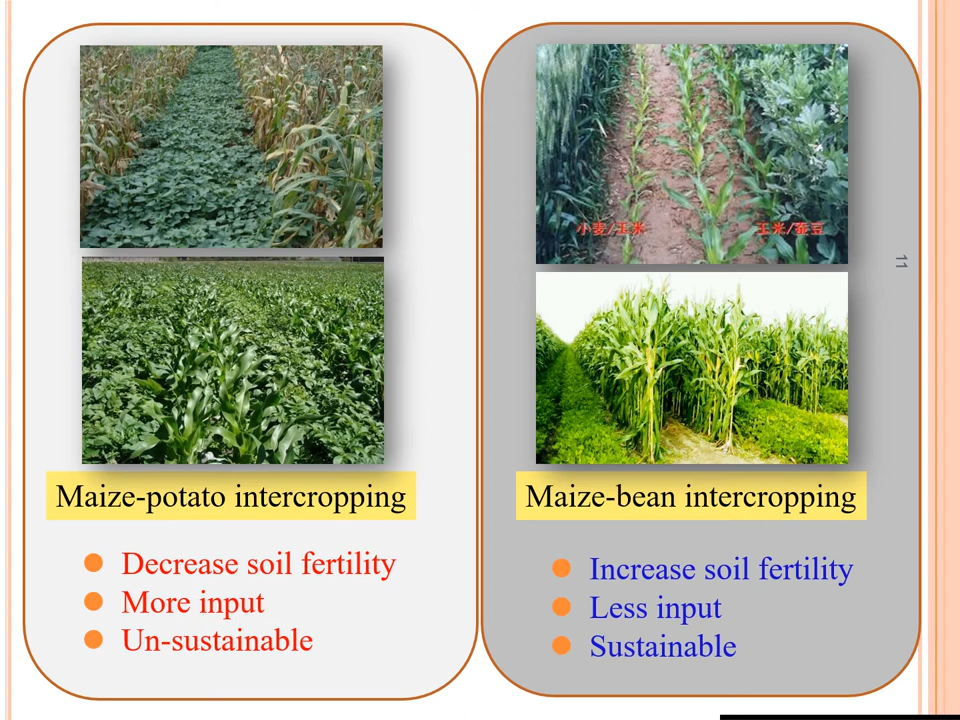 Maize-potato intercropping
Decrease soil fertility
More input
Un-sustainable
小麦/玉米
玉米/蚕豆
Maize-bean intercropping
Increase soil fertility
Less input
Sustainable
11